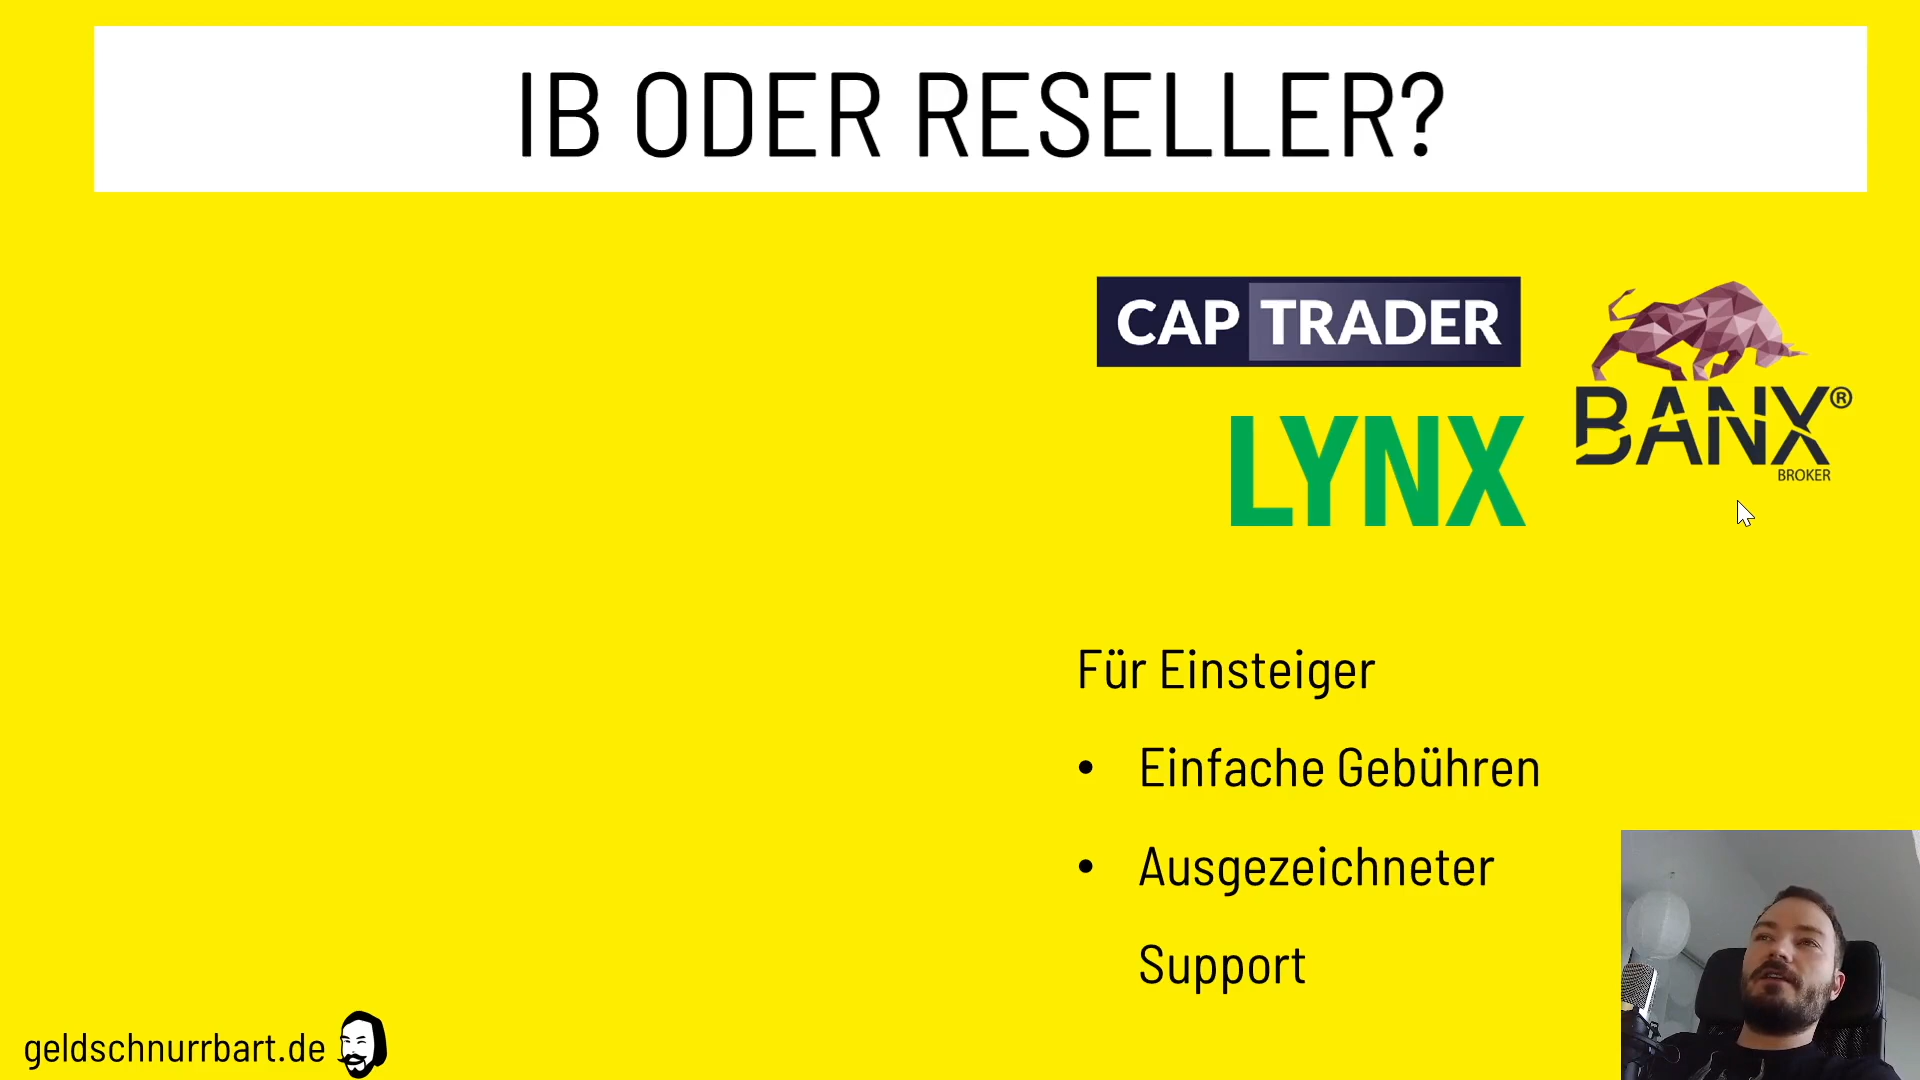 IB ODER RESELLER?
CAP TRADER
LYNX
BANX®
BROKER
Für Einsteiger
• Einfache Gebühren
• Ausgezeichneter
Support
geldschnurrbart.de